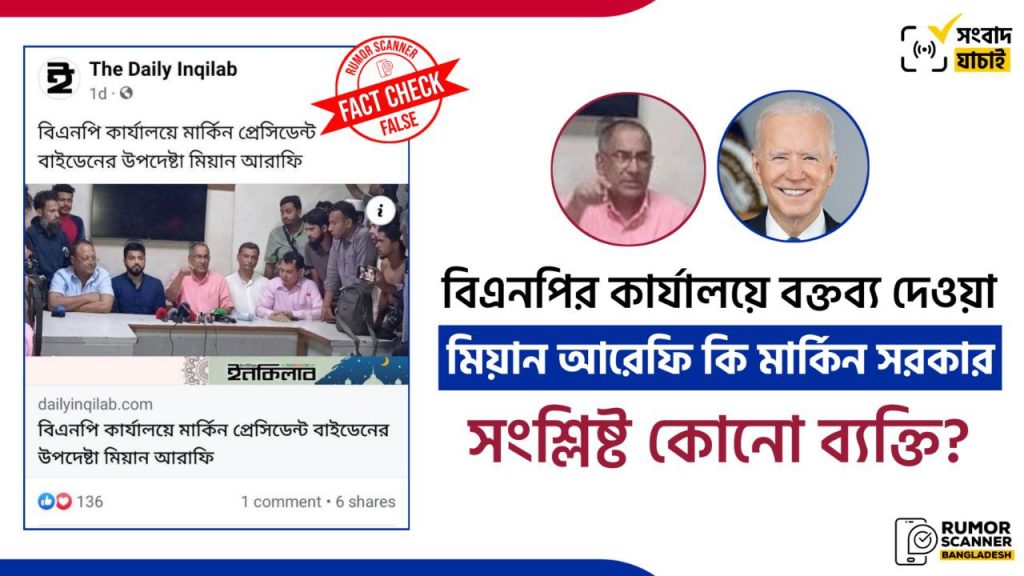 The Daily Inqilab
1d
বিএনপি কার্যালয়ে মার্কিন প্রেসিডেন্ট
বাইডেনের উপদেষ্টা মিয়ান আরাফি
RUMOR SCANNER
FACT CHECK
FALSE
i
ইনকিলাব
dailyinqilab.com
বিএনপি কার্যালয়ে মার্কিন প্রেসিডেন্ট বাইডেনের
উপদেষ্টা মিয়ান আরাফি
136
1 comment • 6 shares
সংবাদ
যাচাই
বিএনপির কার্যালয়ে বক্তব্য দেওয়া
মিয়ান আরেফি কি মার্কিন সরকার
সংশ্লিষ্ট কোনো ব্যক্তি?
RUMOR
SCANNER
BANGLADESH